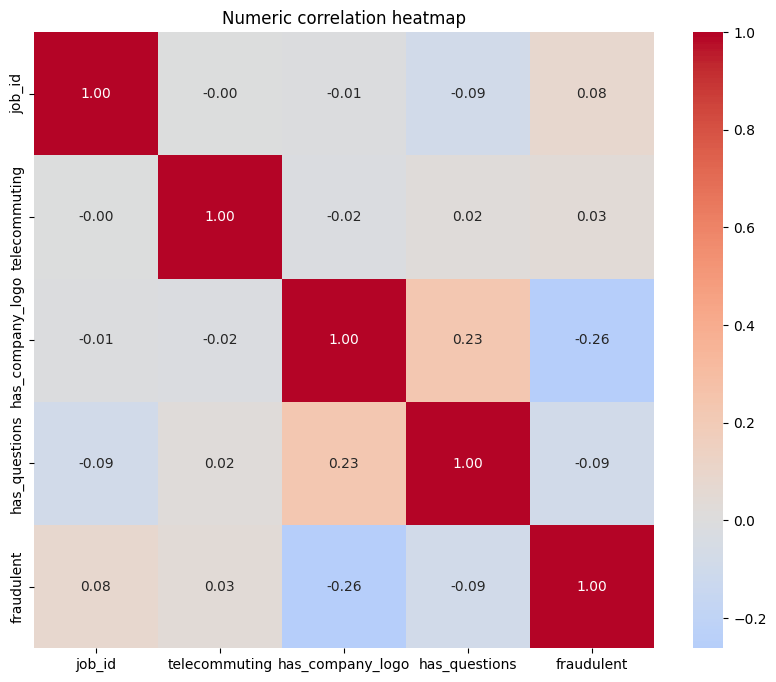 Numeric correlation heatmap
job_id 1.00 -0.00 -0.01 -0.09 0.08
telecommuting -0.00 1.00 -0.02 0.02 0.03
has_company_logo -0.01 -0.02 1.00 0.23 -0.26
has_questions -0.09 0.02 0.23 1.00 -0.09
fraudulent 0.08 0.03 -0.26 -0.09 1.00
job_id telecommuting has_company_logo has_questions fraudulent
1.0
0.8
0.6
0.4
0.2
0.0
−0.2